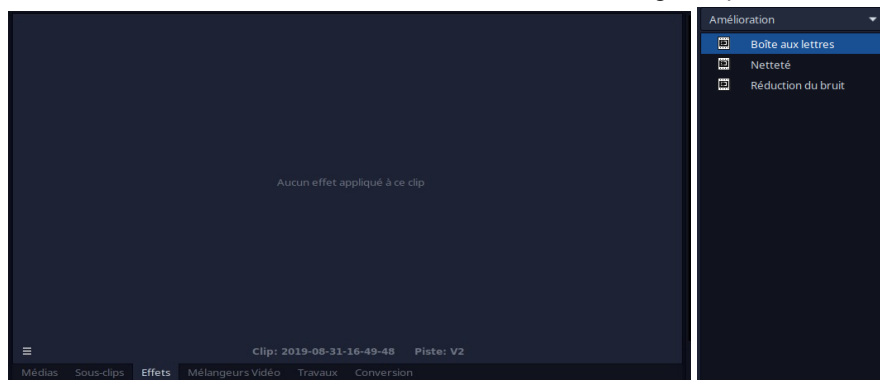 Aucun effet appliqué à ce clip
Clip: 2019-08-31-16-49-48 Piste: V2
Médias Sous-clips Effets Mélangeurs Vidéo Travaux Conversion
Amélioration
Boîte aux lettres
Netteté
Réduction du bruit